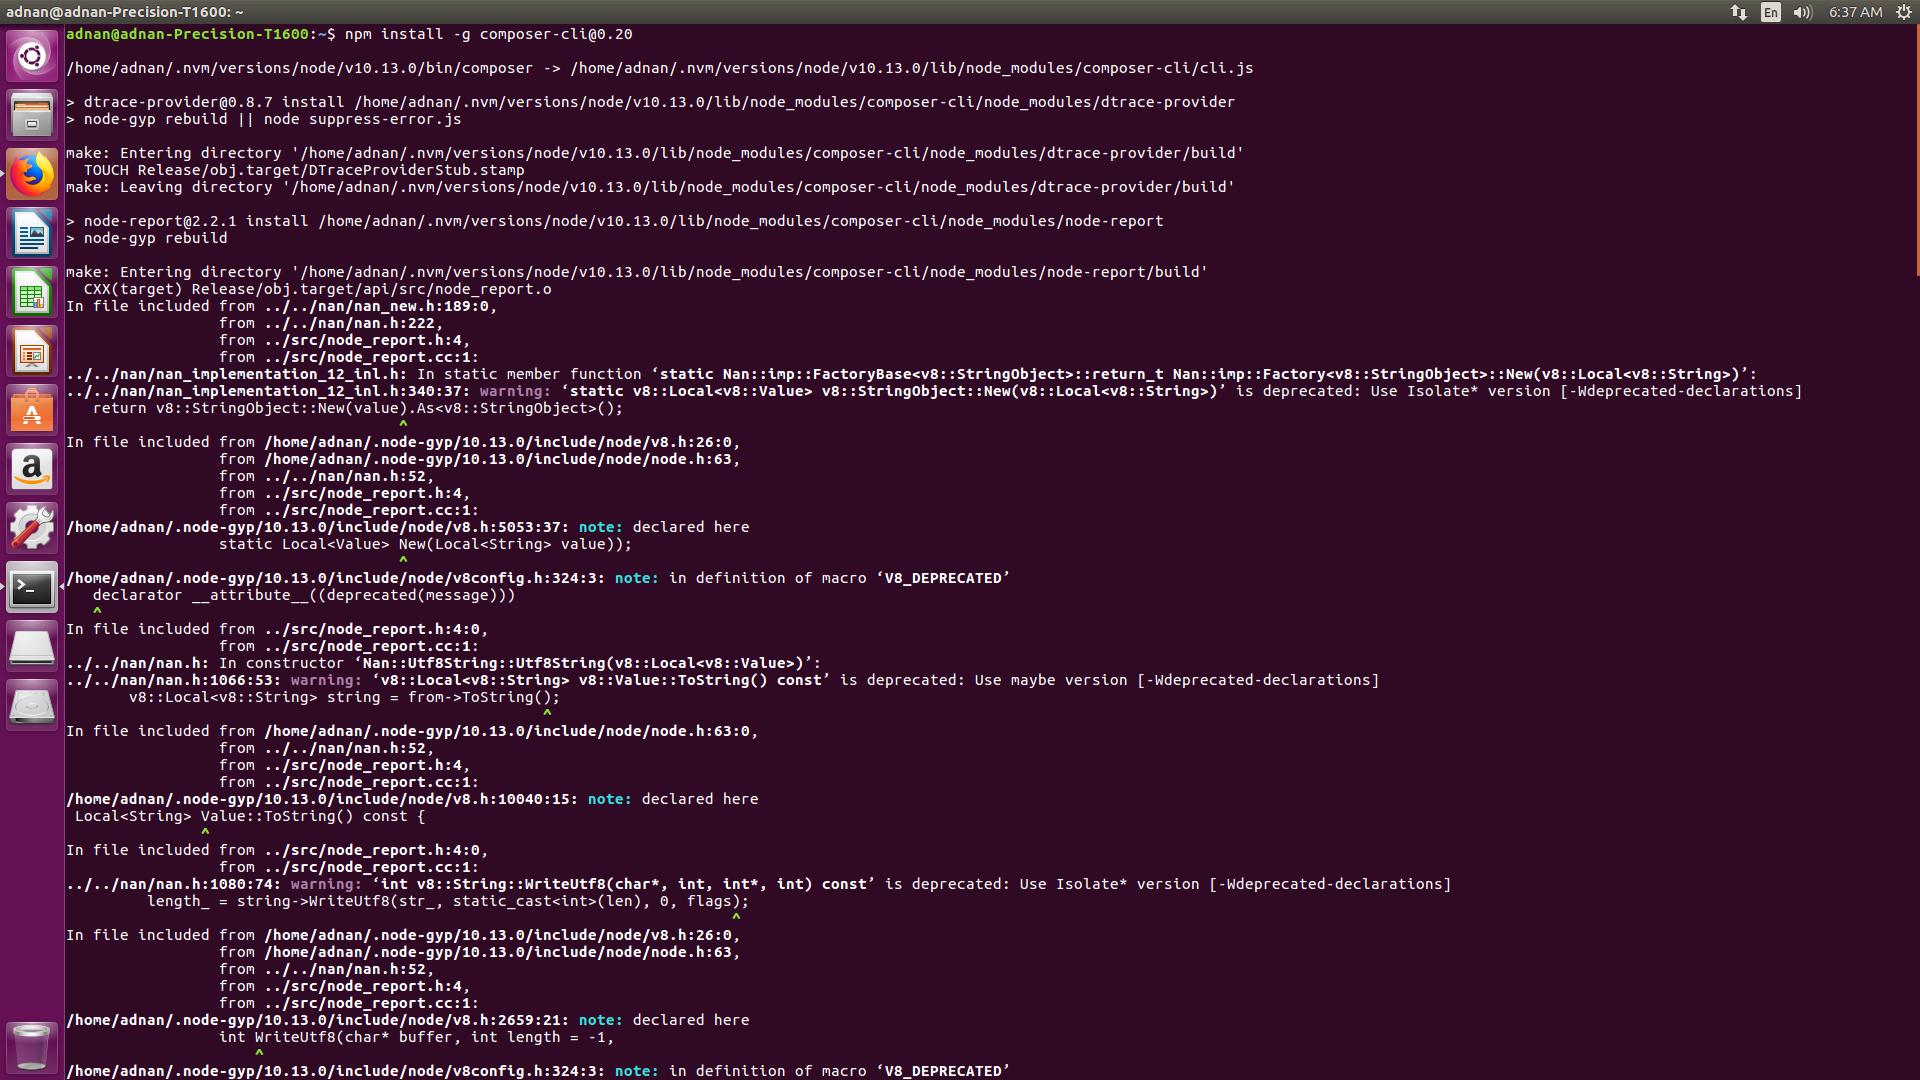 adnan@adnan-Precision-T1600: ~
En
6:37 AM
adnan@adnan-Precision-T1600:~$ npm install -g composer-cli@0.20
/home/adnan/.nvm/versions/node/v10.13.0/bin/composer -> /home/adnan/.nvm/versions/node/v10.13.0/lib/node_modules/composer-cli/cli.js
> dtrace-provider@0.8.7 install /home/adnan/.nvm/versions/node/v10.13.0/lib/node_modules/composer-cli/node_modules/dtrace-provider
> node-gyp rebuild || node suppress-error.js
make: Entering directory '/home/adnan/.nvm/versions/node/v10.13.0/lib/node_modules/composer-cli/node_modules/dtrace-provider/build'
TOUCH Release/obj.target/DTraceProviderStub.stamp
make: Leaving directory '/home/adnan/.nvm/versions/node/v10.13.0/lib/node_modules/composer-cli/node_modules/dtrace-provider/build'
> node-report@2.2.1 install /home/adnan/.nvm/versions/node/v10.13.0/lib/node_modules/composer-cli/node_modules/node-report
> node-gyp rebuild
make: Entering directory '/home/adnan/.nvm/versions/node/v10.13.0/lib/node_modules/composer-cli/node_modules/node-report/build'
CXX(target) Release/obj.target/api/src/node_report.o
In file included from ../../nan/nan_new.h:189:0,
from ../../nan/nan.h:222,
from ../src/node_report.h:4,
from ../src/node_report.cc:1:
../../nan/nan_implementation_12_inl.h: In static member function ‘static Nan::imp::FactoryBase<v8::StringObject>::return_t Nan::imp::Factory<v8::StringObject>::New(v8::Local<v8::String>)’:
../../nan/nan_implementation_12_inl.h:340:37: warning: ‘static v8::Local<v8::Value> v8::StringObject::New(v8::Local<v8::String>)’ is deprecated: Use Isolate* version [-Wdeprecated-declarations]
return v8::StringObject::New(value).As<v8::StringObject>();
^
In file included from /home/adnan/.node-gyp/10.13.0/include/node/v8.h:26:0,
from /home/adnan/.node-gyp/10.13.0/include/node/node.h:63,
from ../../nan/nan.h:52,
from ../src/node_report.h:4,
from ../src/node_report.cc:1:
/home/adnan/.node-gyp/10.13.0/include/node/v8.h:5053:37: note: declared here
static Local<Value> New(Local<String> value));
^
/home/adnan/.node-gyp/10.13.0/include/node/v8config.h:324:3: note: in definition of macro ‘V8_DEPRECATED’
declarator __attribute__((deprecated(message)))
^
In file included from ../src/node_report.h:4:0,
from ../src/node_report.cc:1:
../../nan/nan.h: In constructor ‘Nan::Utf8String::Utf8String(v8::Local<v8::Value>)’:
../../nan/nan.h:1066:53: warning: ‘v8::Local<v8::String> v8::Value::ToString() const’ is deprecated: Use maybe version [-Wdeprecated-declarations]
v8::Local<v8::String> string = from->ToString();
^
In file included from /home/adnan/.node-gyp/10.13.0/include/node/node.h:63:0,
from ../../nan/nan.h:52,
from ../src/node_report.h:4,
from ../src/node_report.cc:1:
/home/adnan/.node-gyp/10.13.0/include/node/v8.h:10040:15: note: declared here
Local<String> Value::ToString() const {
^
In file included from ../src/node_report.h:4:0,
from ../src/node_report.cc:1:
../../nan/nan.h:1080:74: warning: ‘int v8::String::WriteUtf8(char*, int, int*, int) const’ is deprecated: Use Isolate* version [-Wdeprecated-declarations]
length_ = string->WriteUtf8(str_, static_cast<int>(len), 0, flags);
^
In file included from /home/adnan/.node-gyp/10.13.0/include/node/v8.h:26:0,
from /home/adnan/.node-gyp/10.13.0/include/node/node.h:63,
from ../../nan/nan.h:52,
from ../src/node_report.h:4,
from ../src/node_report.cc:1:
/home/adnan/.node-gyp/10.13.0/include/node/v8.h:2659:21: note: declared here
int WriteUtf8(char* buffer, int length = -1,
^
/home/adnan/.node-gyp/10.13.0/include/node/v8config.h:324:3: note: in definition of macro ‘V8_DEPRECATED’